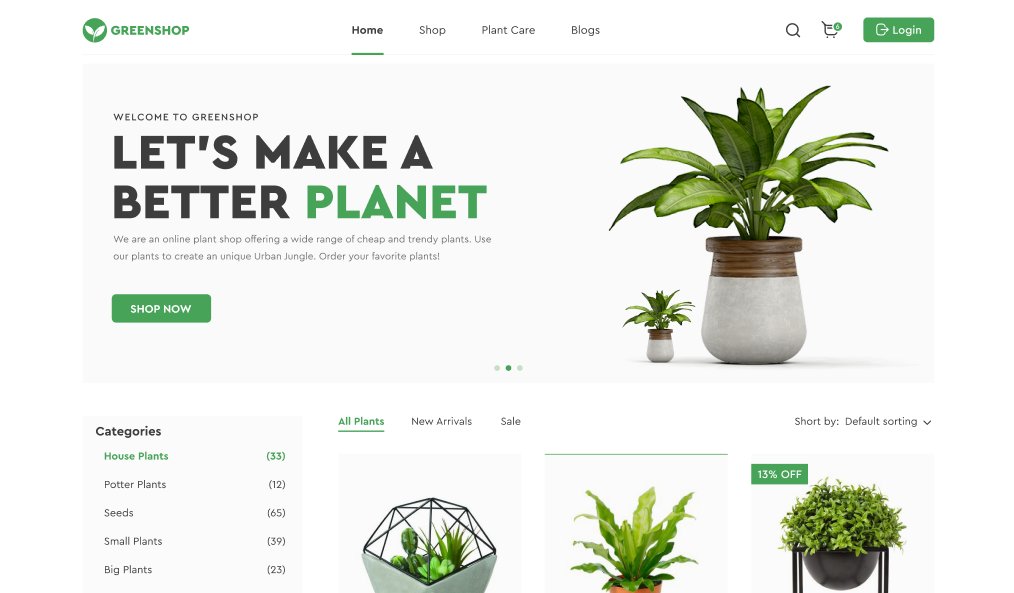 GREENSHOP
Home Shop Plant Care Blogs
6
Login
WELCOME TO GREENSHOP
LET'S MAKE A
BETTER PLANET
We are an online plant shop offering a wide range of cheap and trendy plants. Use
our plants to create an unique Urban Jungle. Order your favorite plants!
SHOP NOW
Categories
House Plants (33)
Potter Plants (12)
Seeds (65)
Small Plants (39)
Big Plants (23)
All Plants New Arrivals Sale
Short by: Default sorting
13% OFF